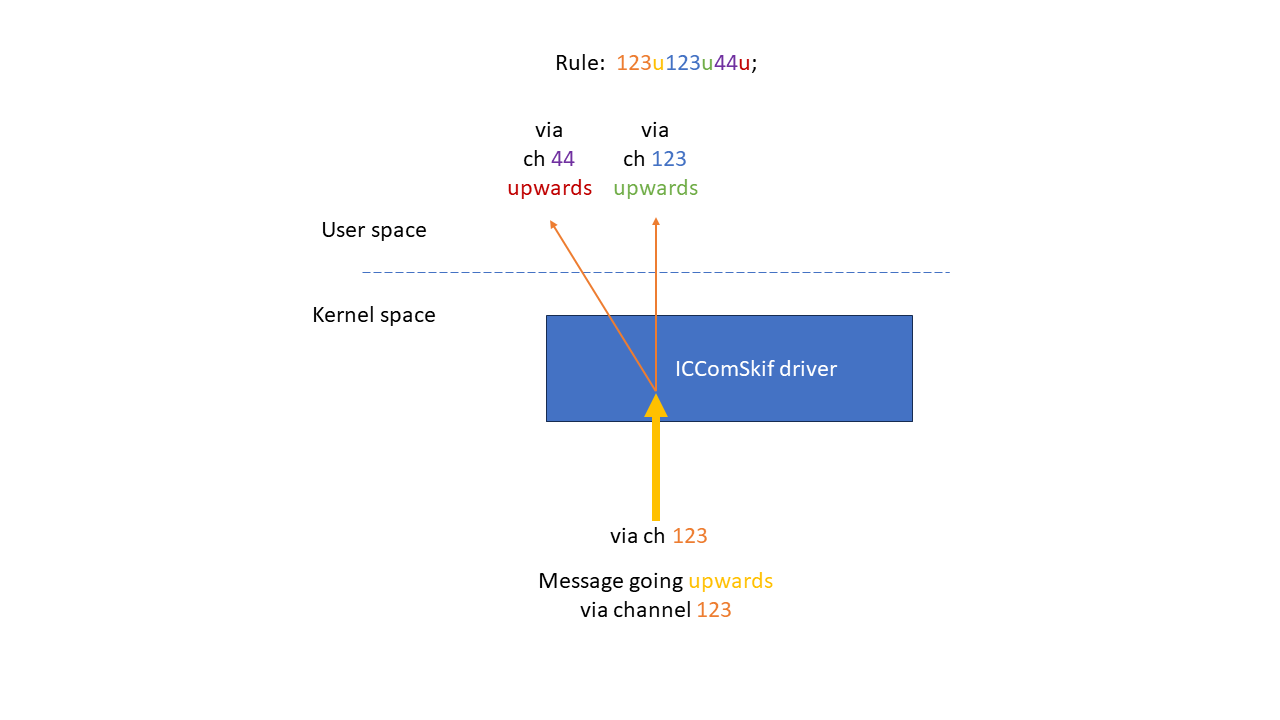 Rule: 123u123u44u;
via
ch 44
upwards
via
ch 123
upwards
User space
Kernel space
ICComSkif driver
via ch 123
Message going upwards
via channel 123